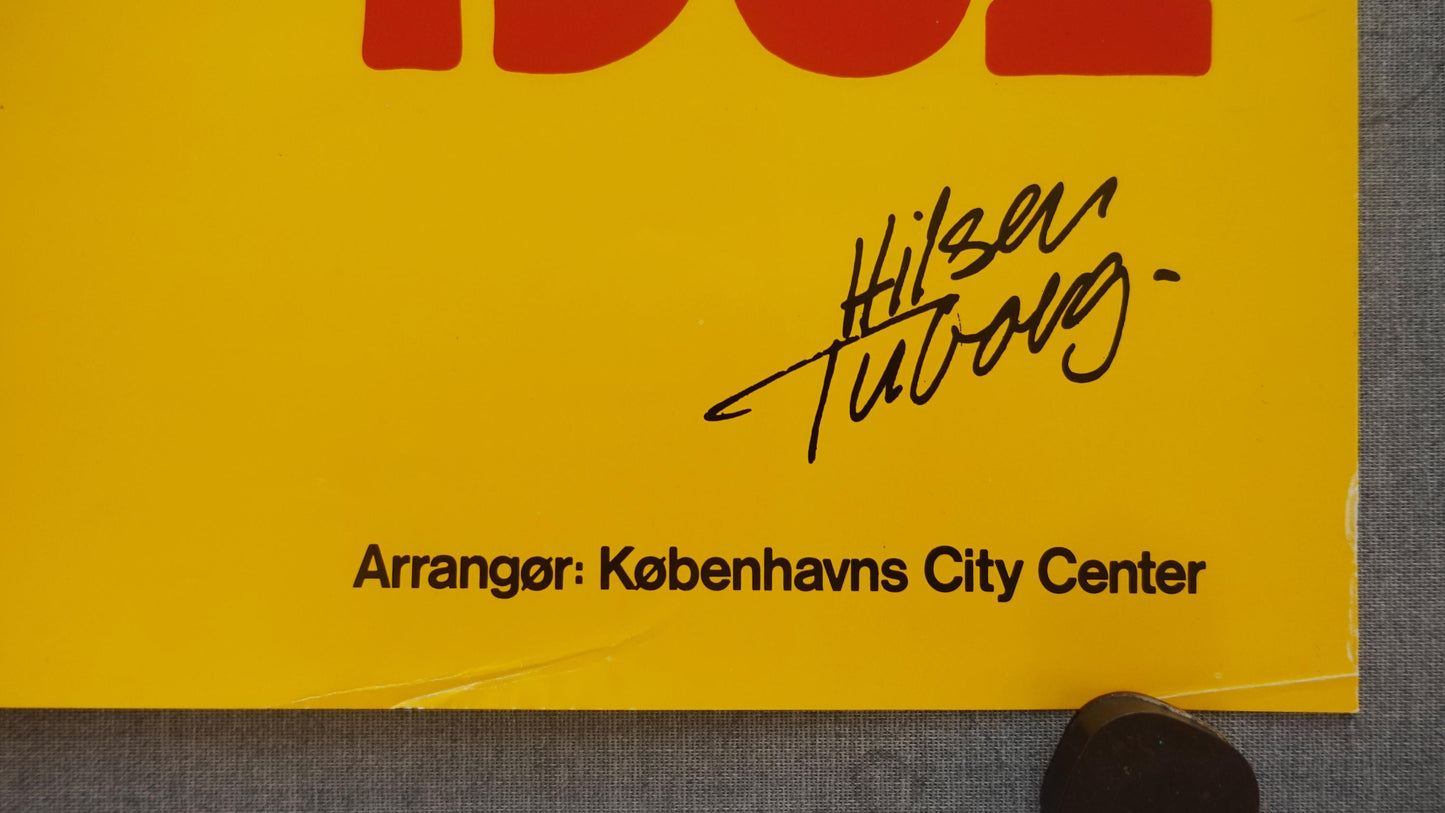 Hilsen
Tuborg -
Arrangør: Københavns City Center